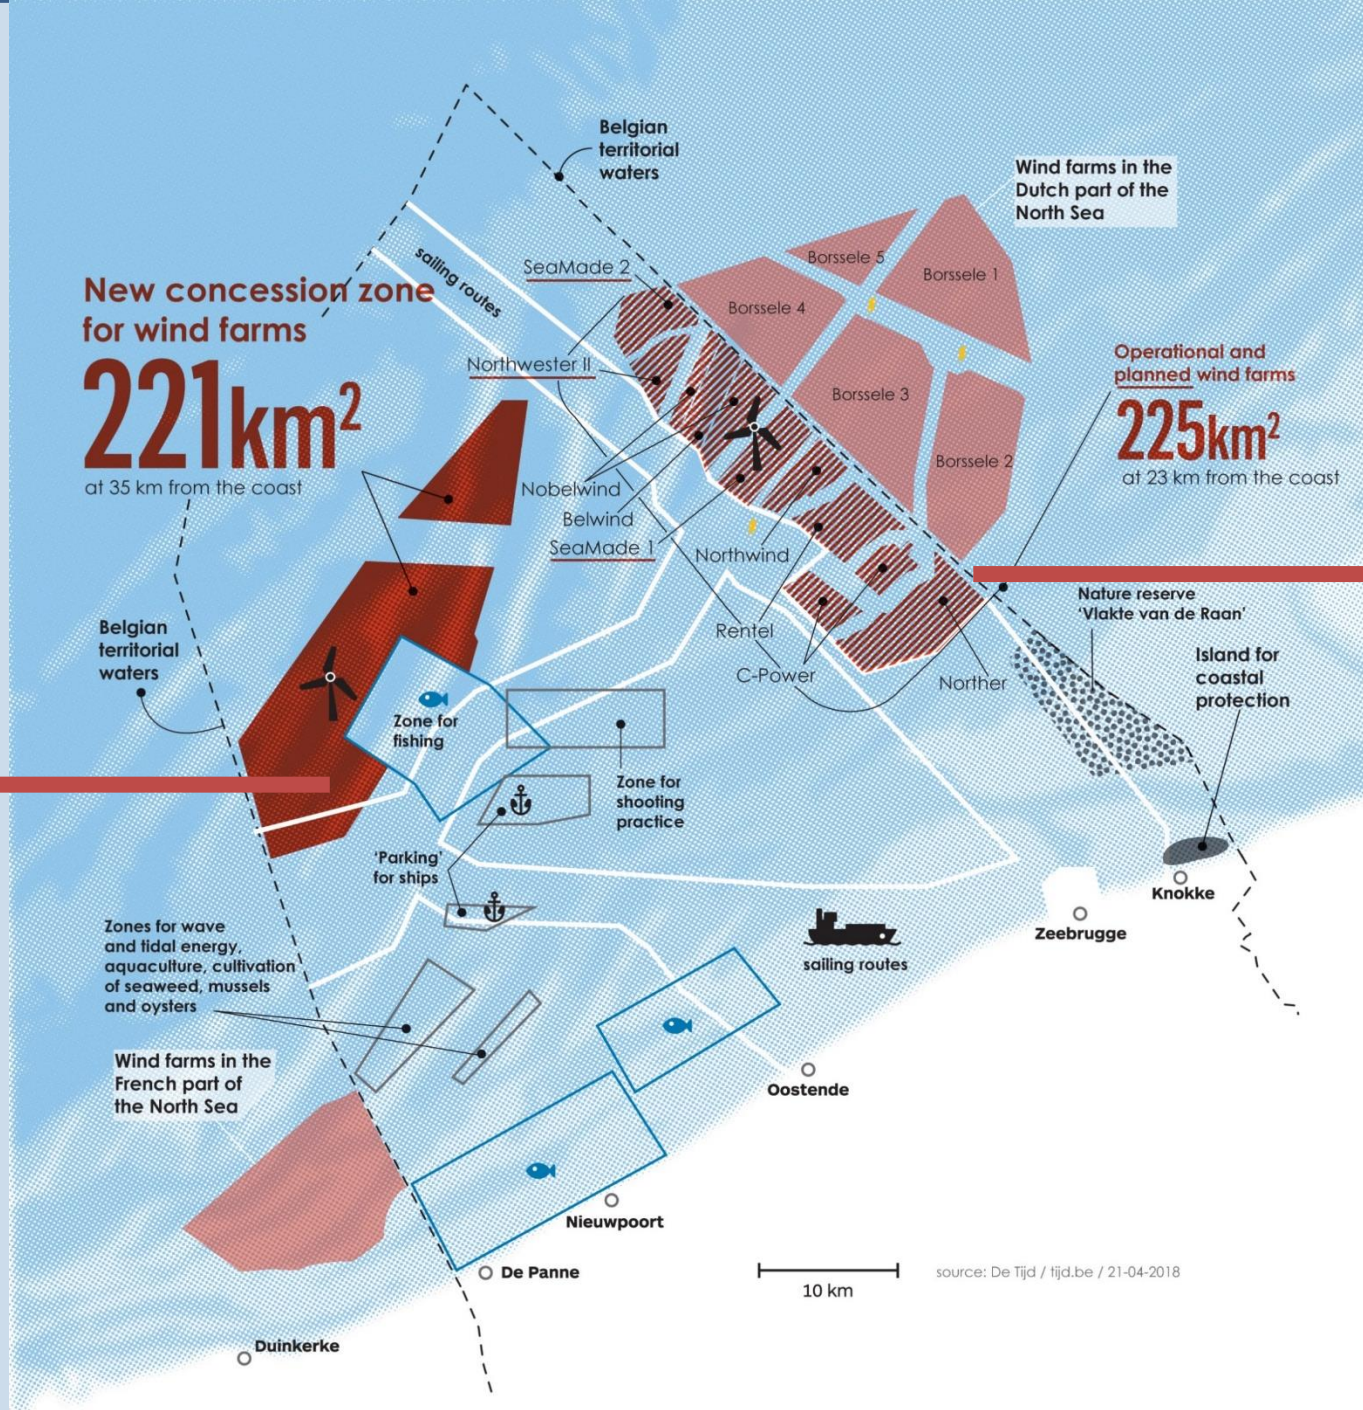 Belgian
territorial
waters
Wind farms in the
Dutch part of the
North Sea
sailing routes
SeaMade 2
Borssele 5
Borssele 1
Borssele 4
New concession zone
for wind farms
221km²
at 35 km from the coast
Northwester II
Borssele 3
Operational and
planned wind farms
225km²
at 23 km from the coast
Borssele 2
Nobelwind
Belwind
SeaMade 1
Northwind
Rentel
C-Power
Norther
Nature reserve
'Vlakte van de Raan'
Island for
coastal
protection
Belgian
territorial
waters
Zone for
fishing
Zone for
shooting
practice
'Parking'
for ships
Knokke
Zeebrugge
sailing routes
Zones for wave
and tidal energy,
aquaculture, cultivation
of seaweed, mussels
and oysters
Wind farms in the
French part of
the North Sea
Oostende
Nieuwpoort
De Panne
10 km
source: De Tijd / tijd.be / 21-04-2018
Duinkerke